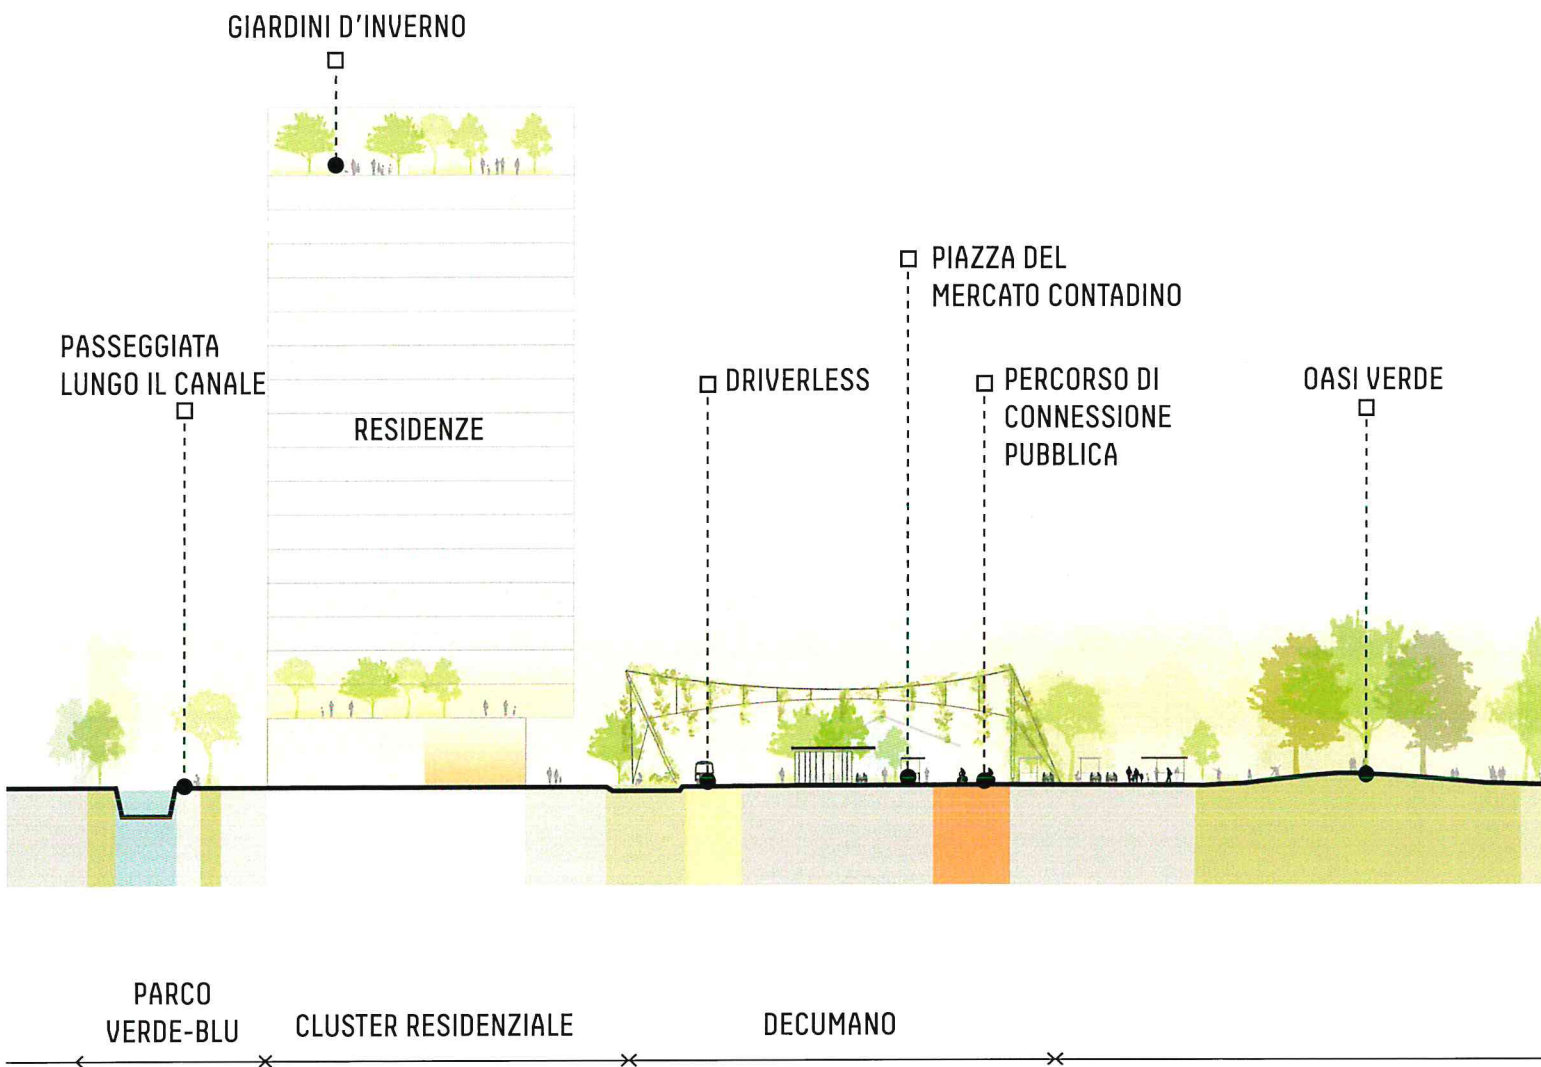 GIARDINI D'INVERNO
PIAZZA DEL
MERCATO CONTADINO
PASSEGGIATA
LUNGO IL CANALE
DRIVERLESS
PERCORSO DI
CONNESSIONE
PUBBLICA
OASI VERDE
RESIDENZE
PARCO
VERDE-BLU
CLUSTER RESIDENZIALE
DECUMANO